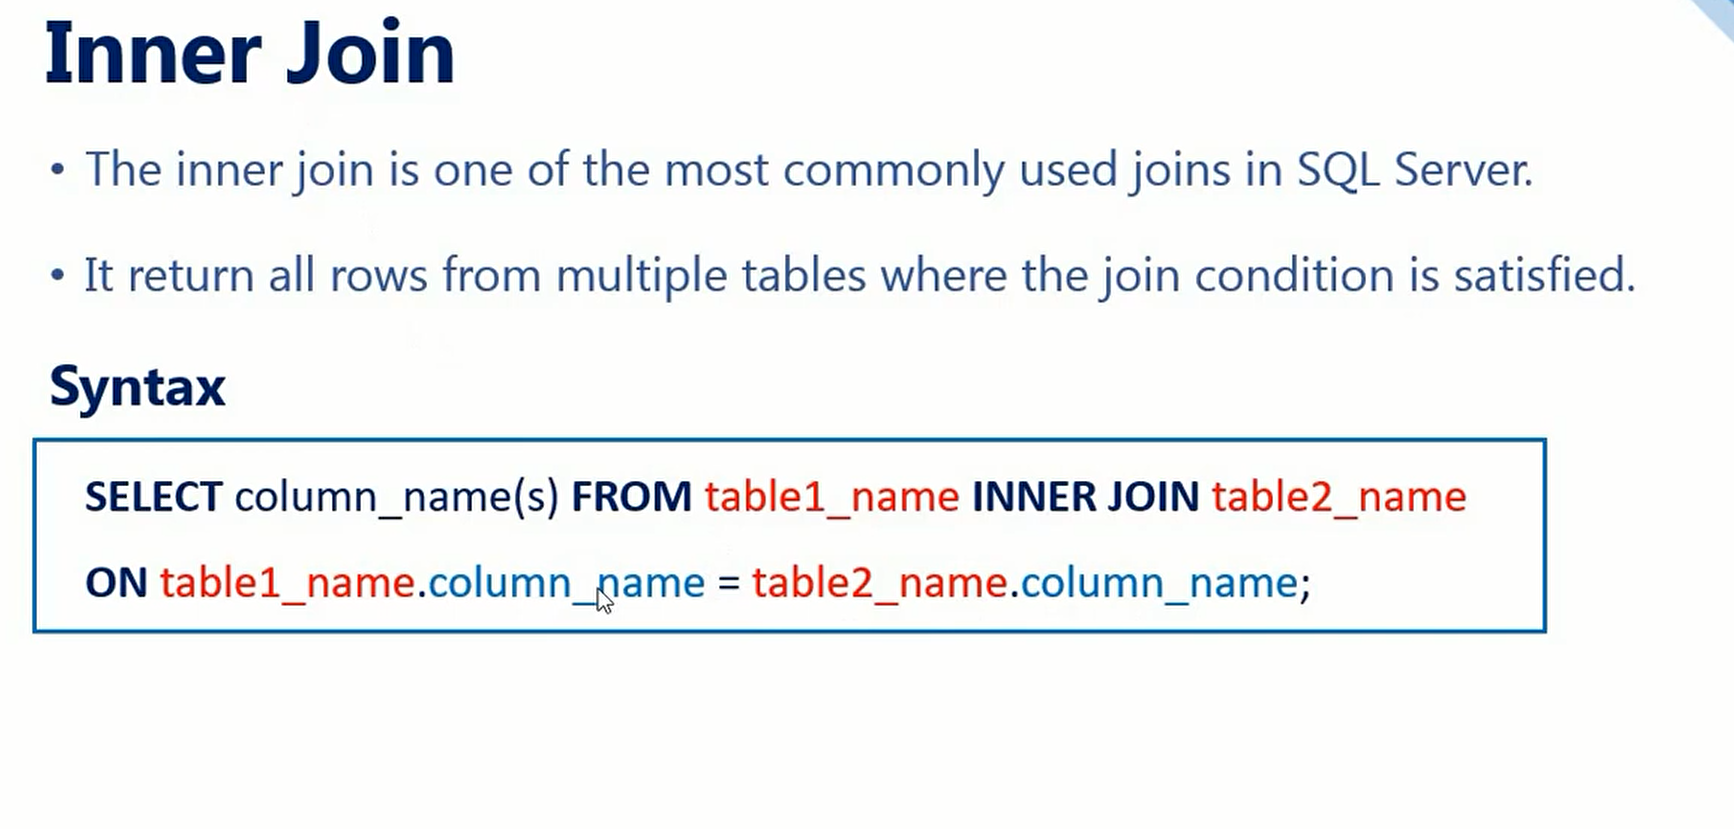 Inner Join
• The inner join is one of the most commonly used joins in SQL Server.
• It return all rows from multiple tables where the join condition is satisfied.
Syntax
SELECT column_name(s) FROM table1_name INNER JOIN table2_name
ON table1_name.column_name = table2_name.column_name;